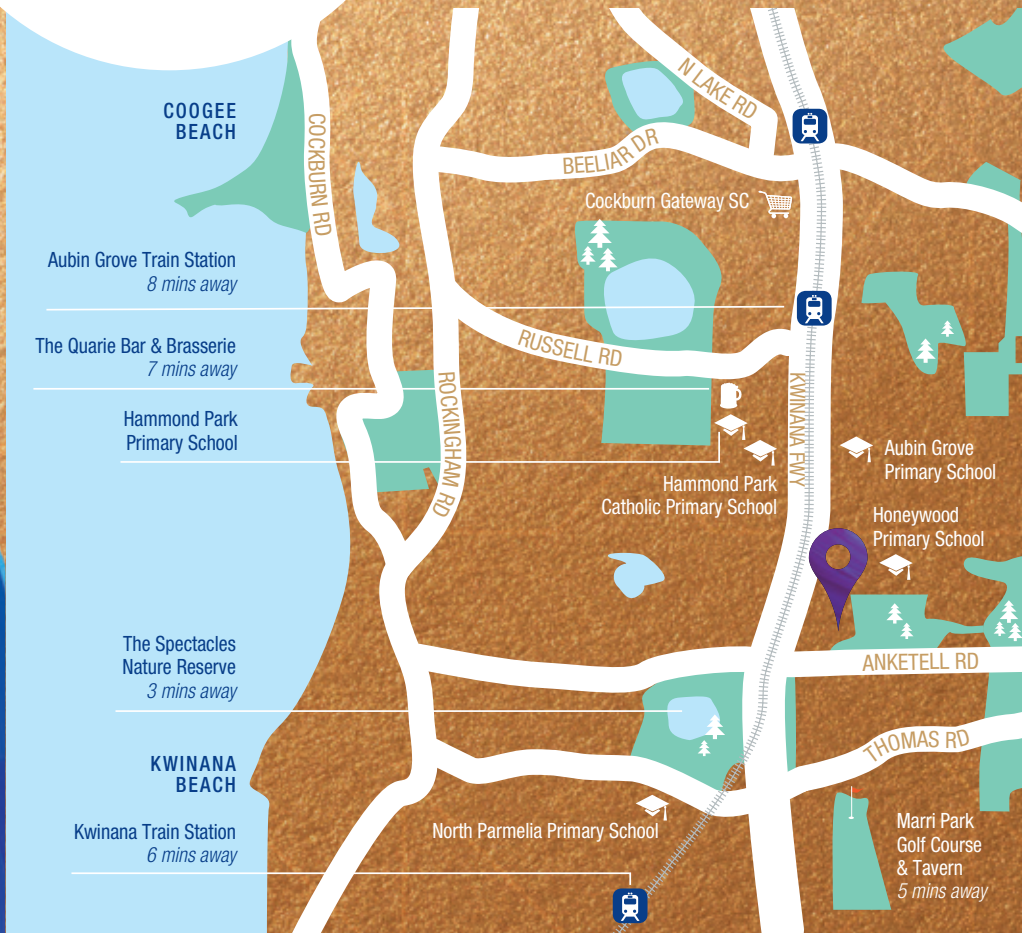 N LAKE RD
COOGEE
BEACH
COCKBURN RD
BEELIAR DR
Cockburn Gateway SC
Aubin Grove Train Station
8 mins away
The Quarie Bar & Brasserie
7 mins away
RUSSELL RD
ROCKINGHAM RD
KWINANA FWY
Hammond Park
Primary School
Aubin Grove
Primary School
Hammond Park
Catholic Primary School
Honeywood
Primary School
The Spectacles
Nature Reserve
3 mins away
ANKETELL RD
THOMAS RD
KWINANA
BEACH
Kwinana Train Station
6 mins away
North Parmelia Primary School
Marri Park
Golf Course
& Tavern
5 mins away